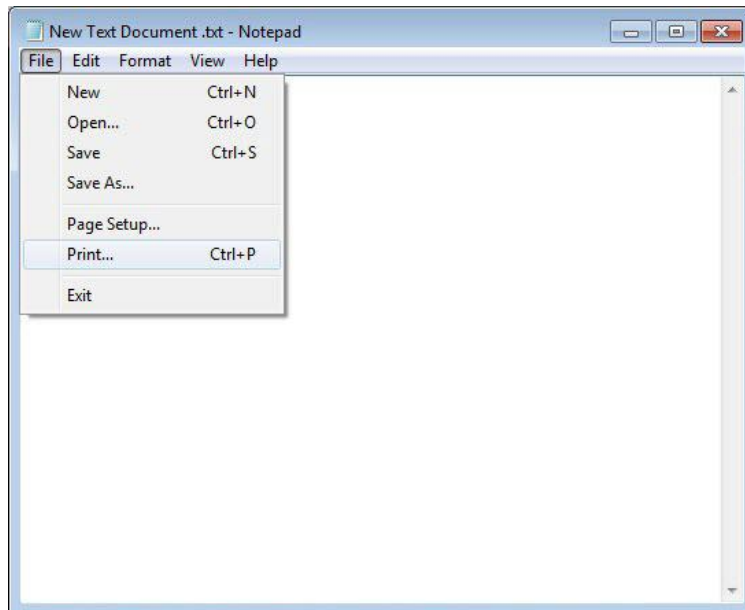 New Text Document .txt - Notepad
File Edit Format View Help
New Ctrl+N
Open... Ctrl+O
Save Ctrl+S
Save As...
Page Setup...
Print... Ctrl+P
Exit